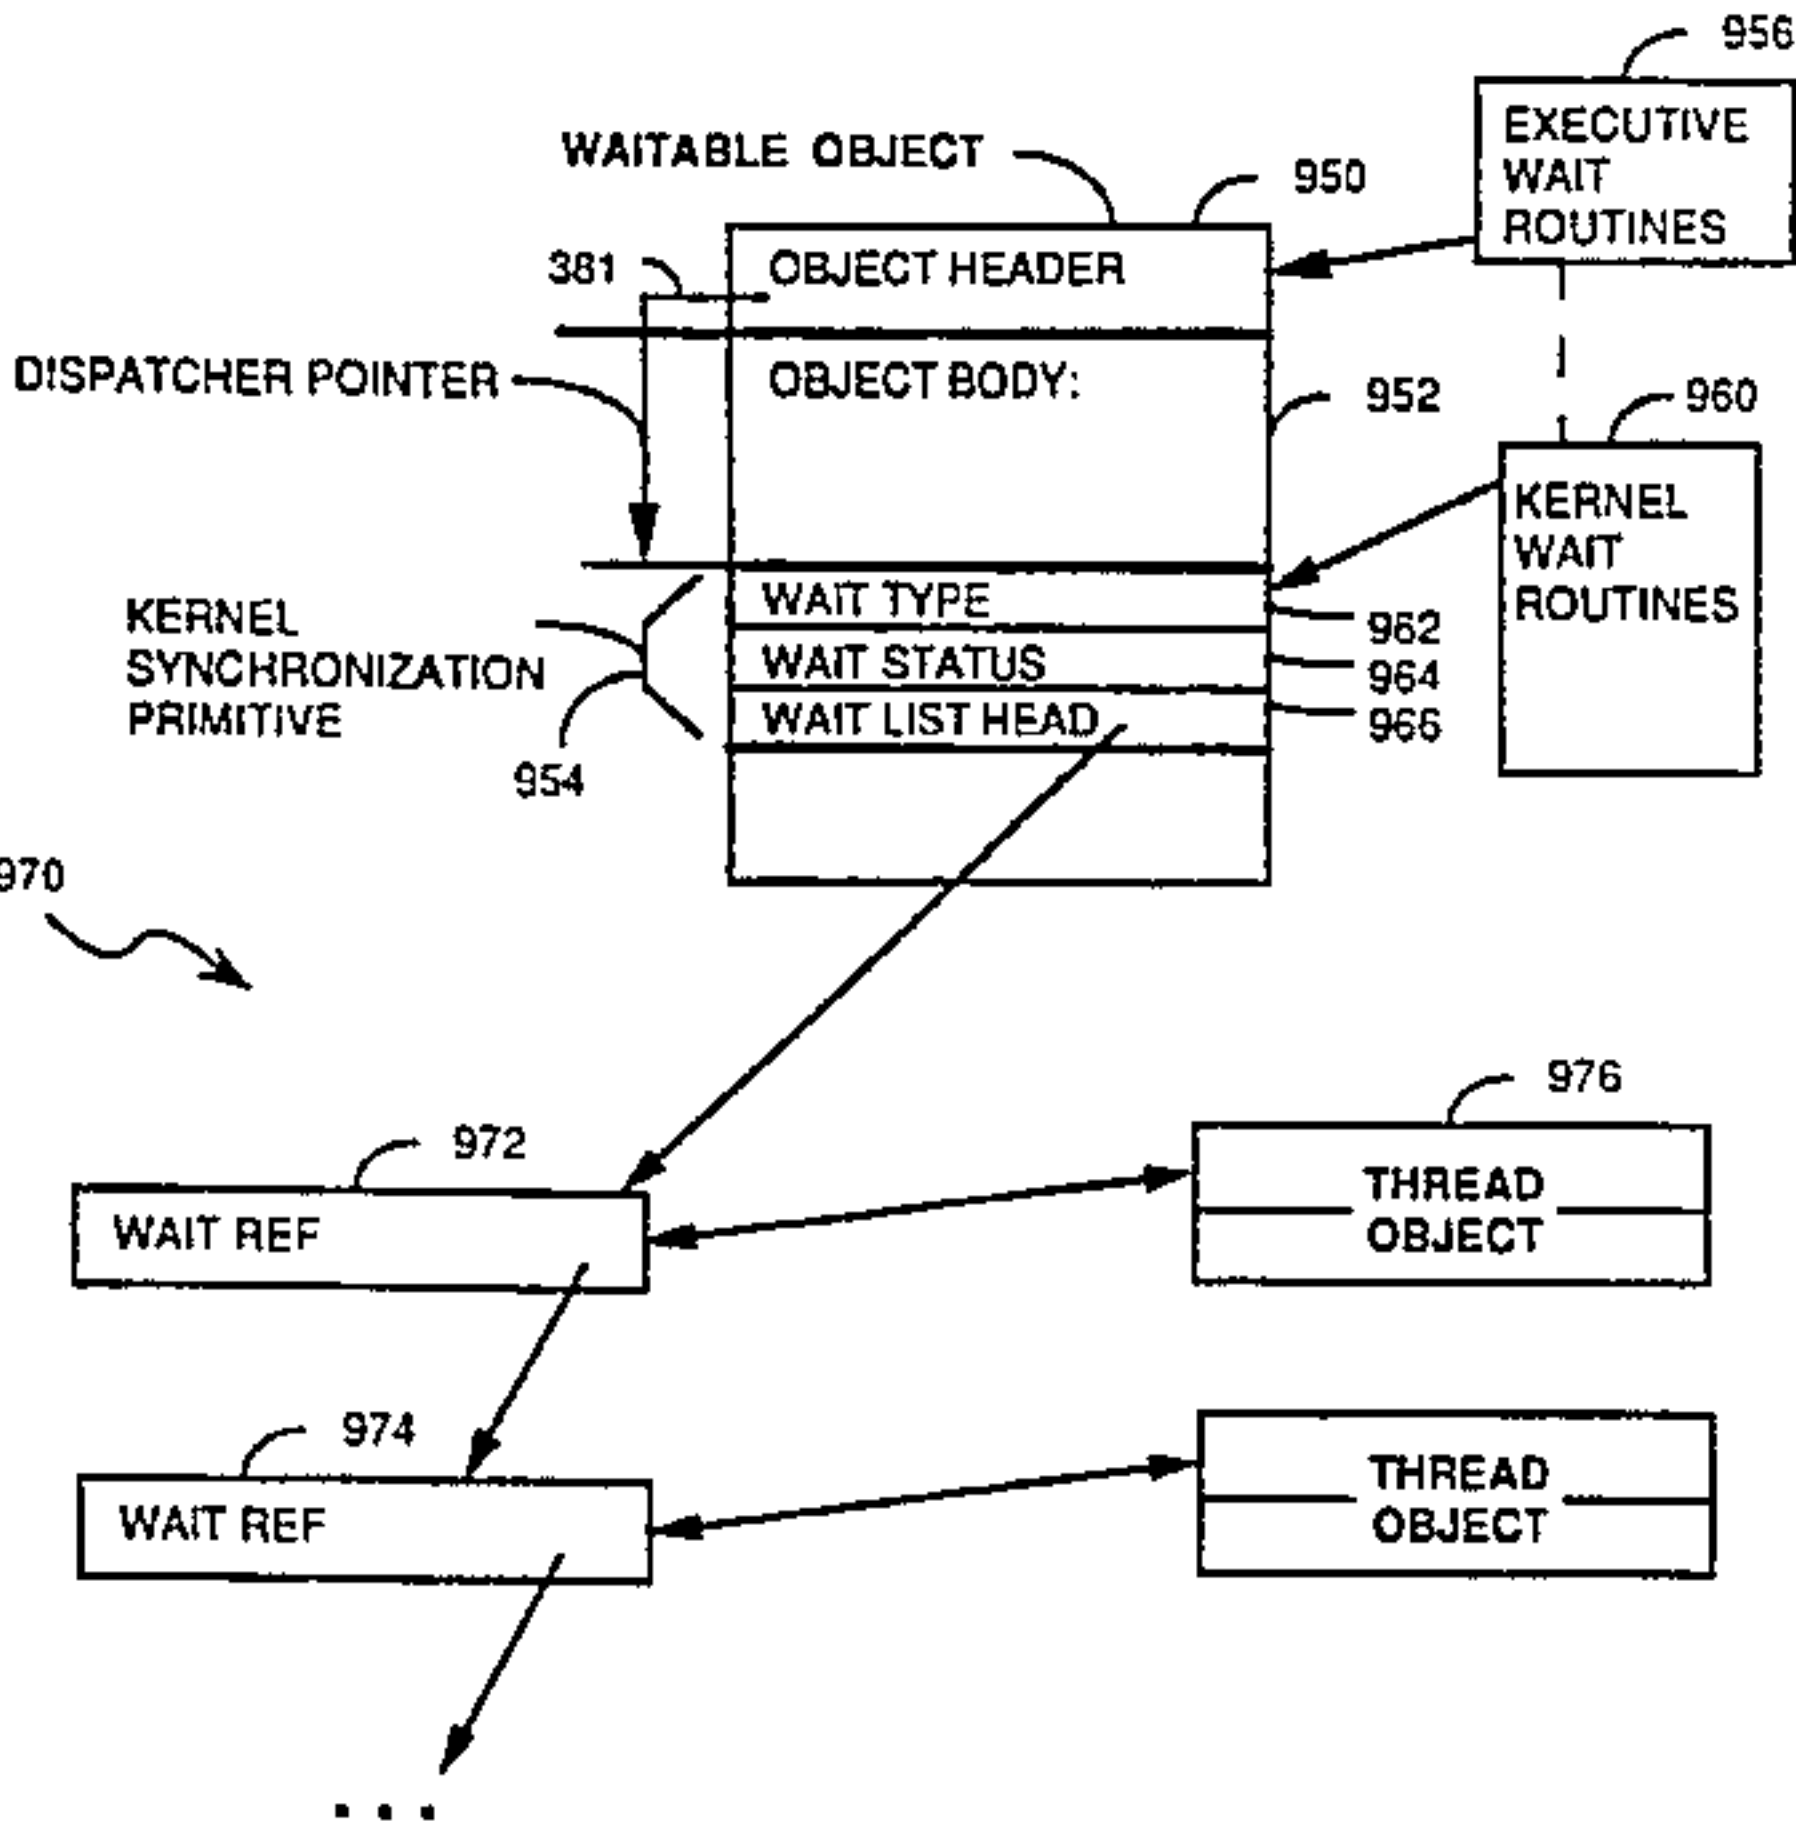 956
EXECUTIVE
WAIT
ROUTINES
WAITABLE OBJECT
950
381
OBJECT HEADER
DISPATCHER POINTER
OBJECT BODY:
952
960
KERNEL
WAIT
ROUTINES
KERNEL
SYNCHRONIZATION
PRIMITIVE
WAIT TYPE
962
WAIT STATUS
964
WAIT LIST HEAD
966
954
970
976
972
THREAD
OBJECT
WAIT REF
974
THREAD
OBJECT
WAIT REF
. . .